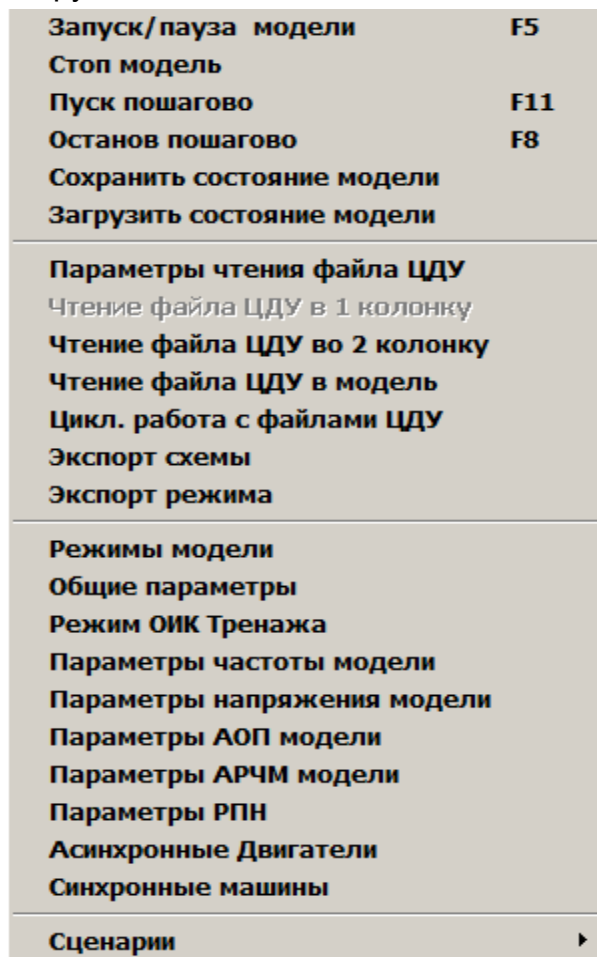 Запуск/пауза модели F5
Стоп модель
Пуск пошагово F11
Останов пошагово F8
Сохранить состояние модели
Загрузить состояние модели
Параметры чтения файла ЦДУ
Чтение файла ЦДУ в 1 колонку
Чтение файла ЦДУ во 2 колонку
Чтение файла ЦДУ в модель
Цикл. работа с файлами ЦДУ
Экспорт схемы
Экспорт режима
Режимы модели
Общие параметры
Режим ОИК Тренажа
Параметры частоты модели
Параметры напряжения модели
Параметры АОП модели
Параметры АРЧМ модели
Параметры РПН
Асинхронные Двигатели
Синхронные машины
Сценарии